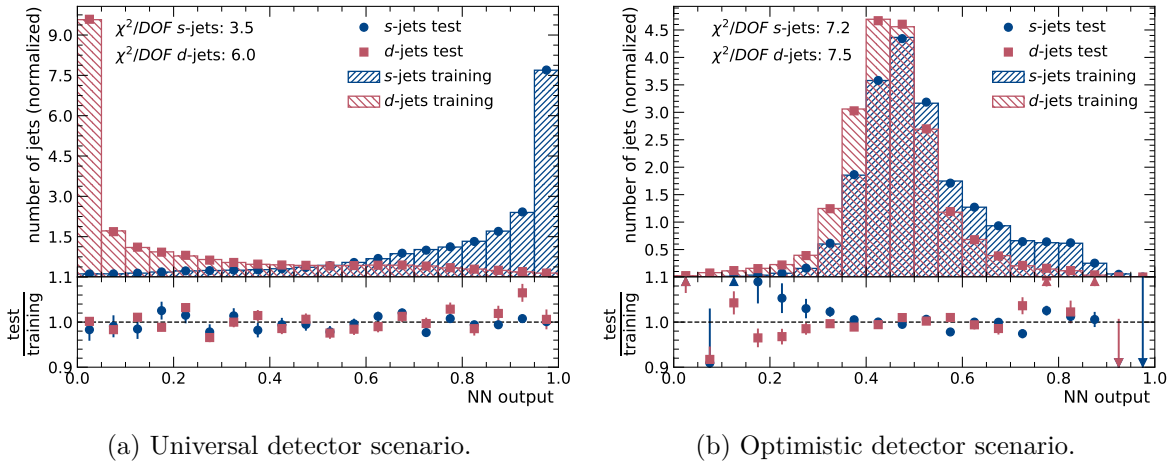 χ²/DOF s-jets: 3.5
χ²/DOF d-jets: 6.0
s-jets test
d-jets test
s-jets training
d-jets training
number of jets (normalized)
9.0
7.5
6.0
4.5
3.0
1.5
1.1
1.0
0.9
test
training
0.0 0.2 0.4 0.6 0.8 1.0
NN output
(a) Universal detector scenario.
χ²/DOF s-jets: 7.2
χ²/DOF d-jets: 7.5
s-jets test
d-jets test
s-jets training
d-jets training
number of jets (normalized)
4.5
4.0
3.5
3.0
2.5
2.0
1.5
1.0
0.5
1.1
1.0
0.9
test
training
0.0 0.2 0.4 0.6 0.8 1.0
NN output
(b) Optimistic detector scenario.